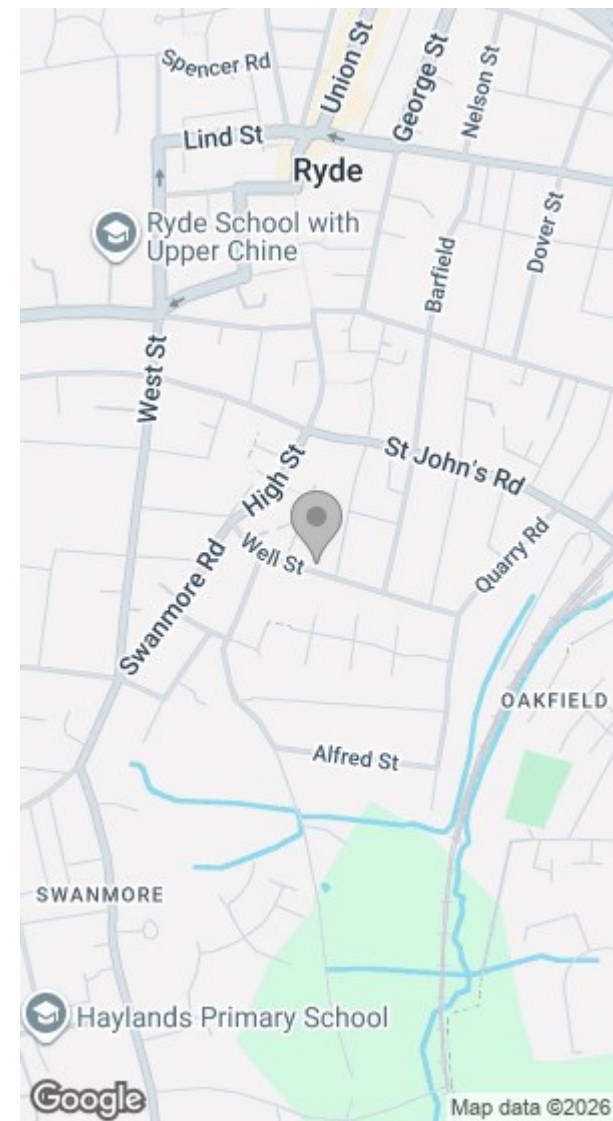 Spencer Rd
Union St
George St
Nelson St
Lind St
Ryde
Dover St
Ryde School with
Upper Chine
Barfield
West St
High St
St John's Rd
Well St
Quarry Rd
Swanmore Rd
OAKFIELD
Alfred St
SWANMORE
Haylands Primary School
Google
Map data ©2026